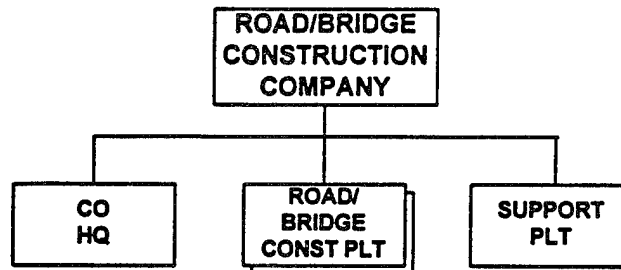 ROAD/BRIDGE
CONSTRUCTION
COMPANY
CO
HQ
ROAD/
BRIDGE
CONST PLT
SUPPORT
PLT